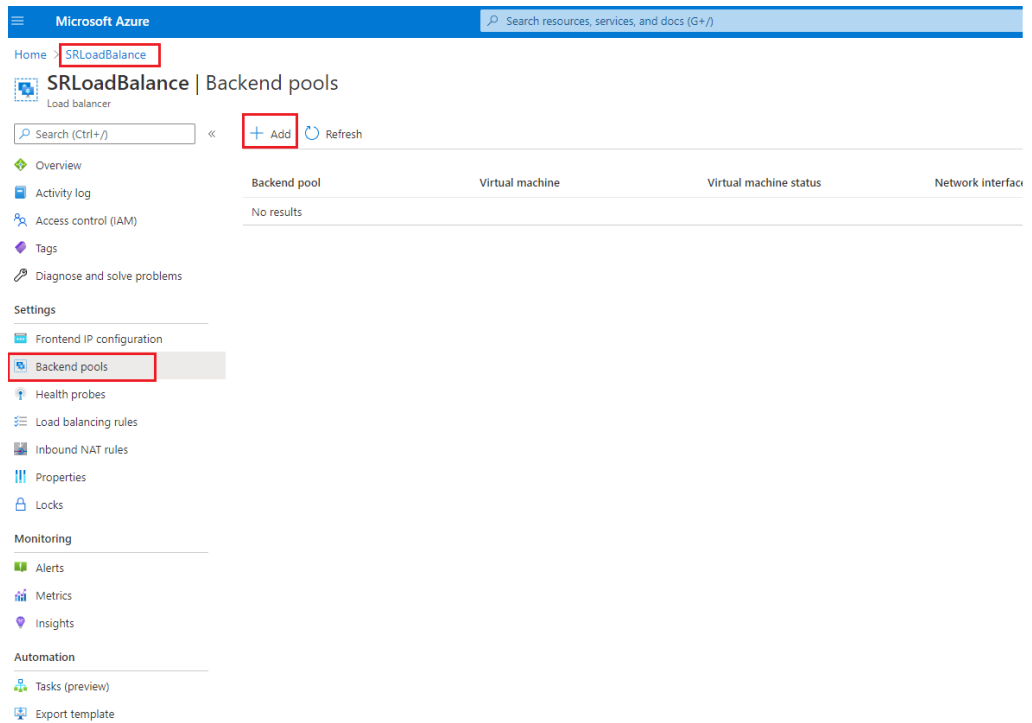 Microsoft Azure
Search resources, services, and docs (G+/)
Home > SRLoadBalance
SRLoadBalance | Backend pools
Load balancer
Search (Ctrl+/)
«
+ Add
Refresh
Overview
Activity log
Access control (IAM)
Tags
Diagnose and solve problems
Settings
Frontend IP configuration
Backend pools
Health probes
Load balancing rules
Inbound NAT rules
Properties
Locks
Monitoring
Alerts
Metrics
Insights
Automation
Tasks (preview)
Export template
Backend pool Virtual machine Virtual machine status Network interface
No results